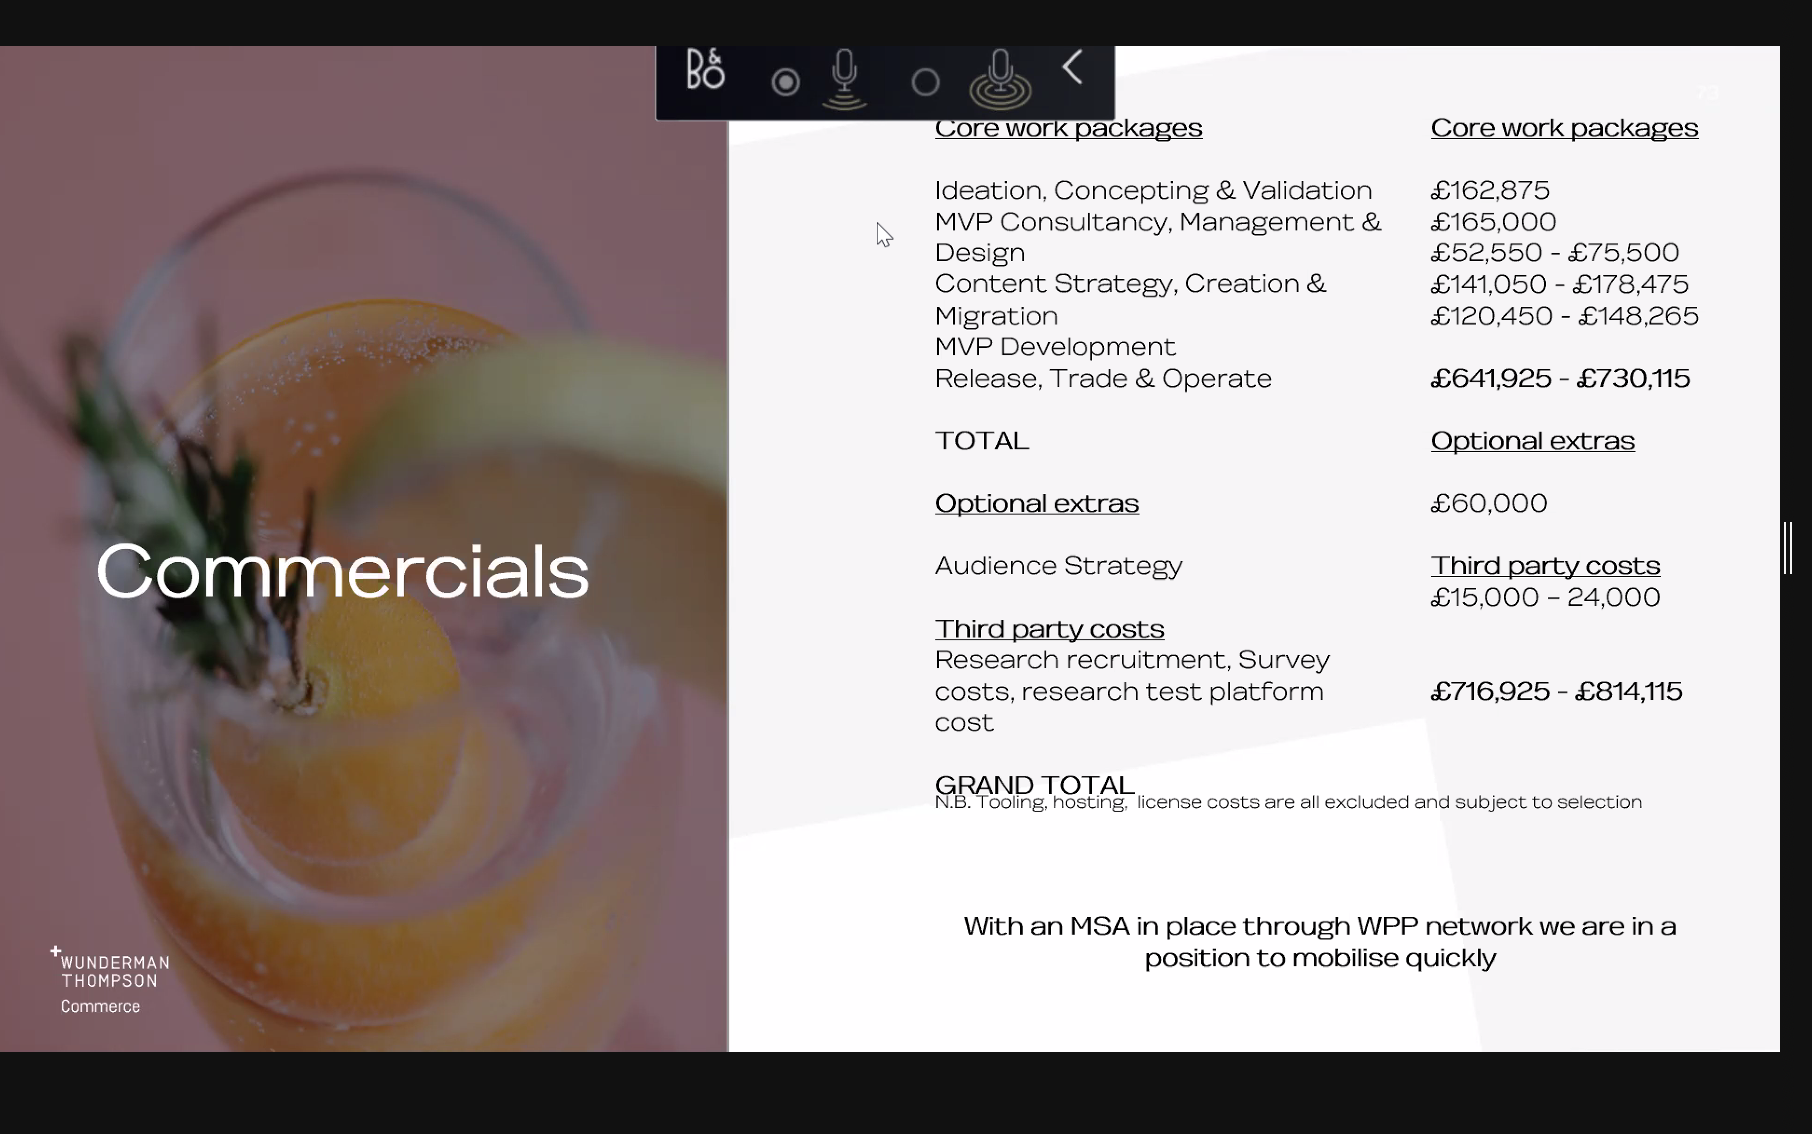 B&O
Core work packages
Ideation, Concepting & Validation
MVP Consultancy, Management &
Design
Content Strategy, Creation &
Migration
MVP Development
Release, Trade & Operate
TOTAL
Optional extras
Audience Strategy
Third party costs
Research recruitment, Survey
costs, research test platform
cost
GRAND TOTAL
N.B. Tooling, hosting, license costs are all excluded and subject to selection
Core work packages
£162,875
£165,000
£52,550 - £75,500
£141,050 - £178,475
£120,450 - £148,265
£641,925 - £730,115
Optional extras
£60,000
Third party costs
£15,000 – 24,000
£716,925 - £814,115
With an MSA in place through WPP network we are in a
position to mobilise quickly
Commercials
WUNDERMAN
THOMPSON
Commerce